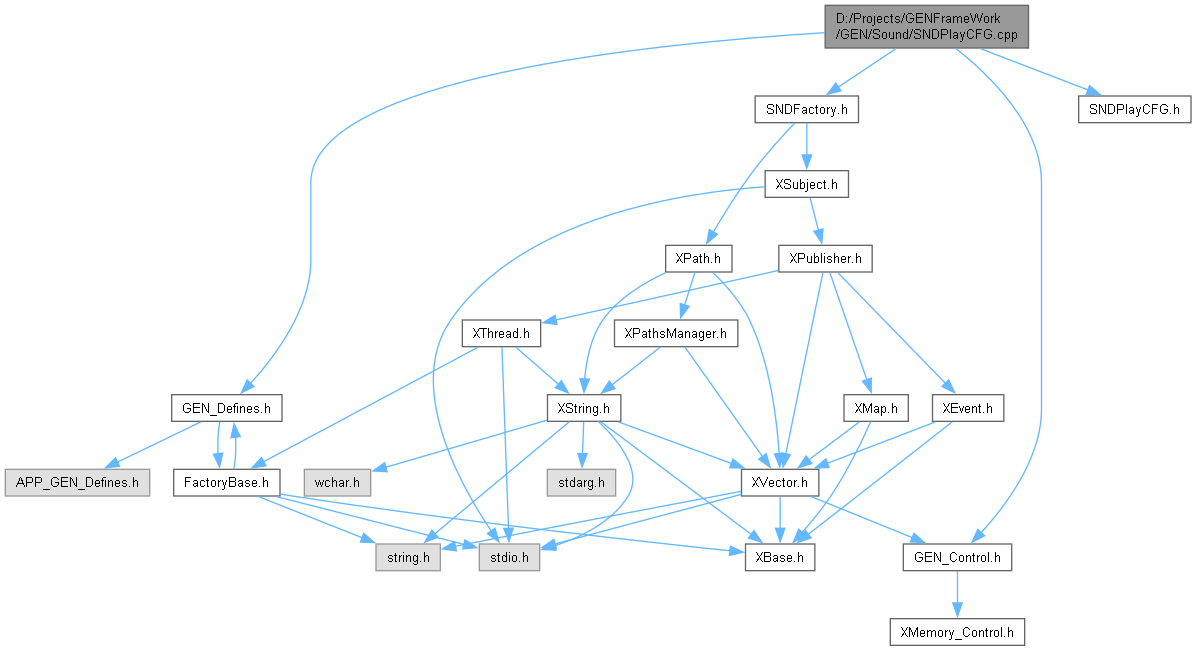 D:/Projects/GENFrameWork
/GEN/Sound/SNDPlayCFG.cpp
SNDFactory.h
SNDPlayCFG.h
XSubject.h
XPath.h
XPublisher.h
XThread.h
XPathsManager.h
GEN_Defines.h
XString.h
XMap.h
XEvent.h
APP_GEN_Defines.h
FactoryBase.h
wchar.h
stdarg.h
XVector.h
string.h
stdio.h
XBase.h
GEN_Control.h
XMemory_Control.h